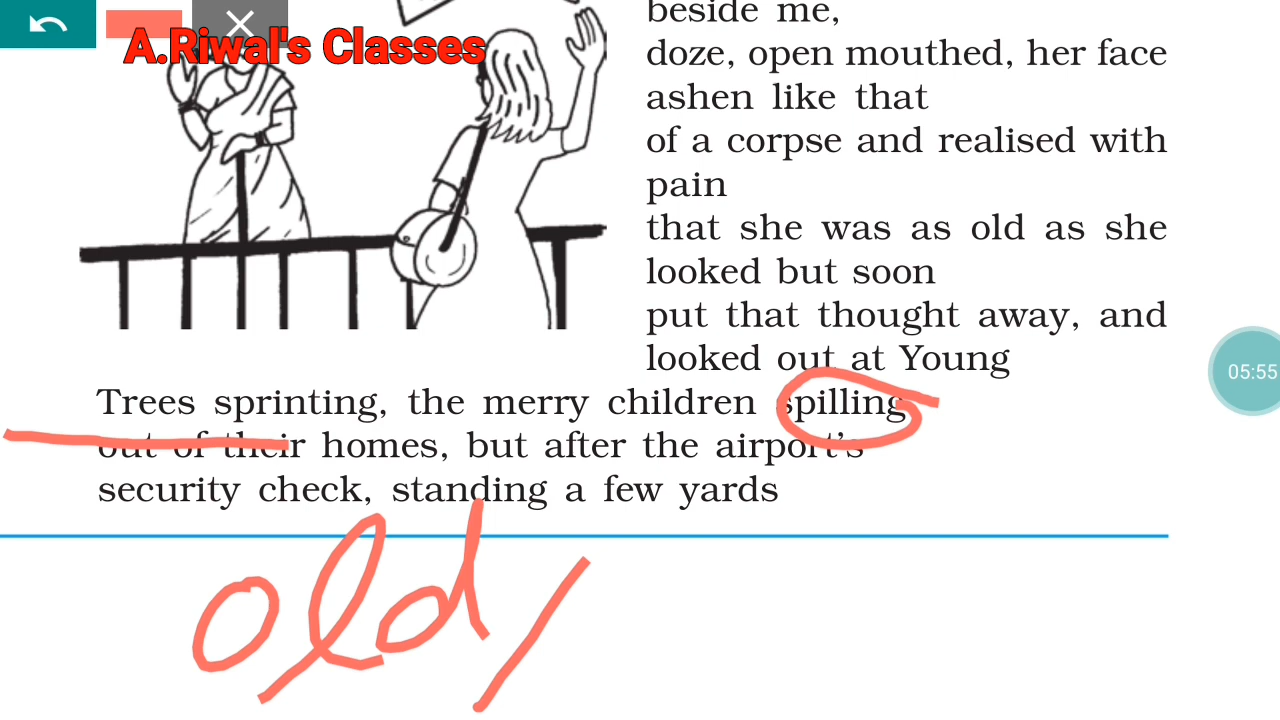 A.Riwal's Classes
beside me,
doze, open mouthed, her face
ashen like that
of a corpse and realised with
pain
that she was as old as she
looked but soon
put that thought away, and
looked out at Young
Trees sprinting, the merry children spilling
out of their homes, but after the airport's
security check, standing a few yards
05:55
old/